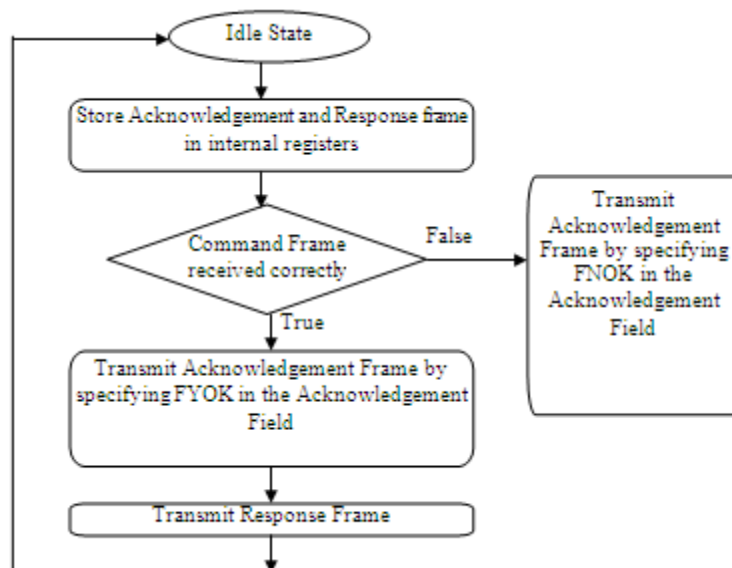 Idle State
Store Acknowledgement and Response frame
in internal registers
Command Frame
received correctly
False
Transmit
Acknowledgement
Frame by specifying
FNOK in the
Acknowledgement
Field
True
Transmit Acknowledgement Frame by
specifying FYOK in the Acknowledgement
Field
Transmit Response Frame